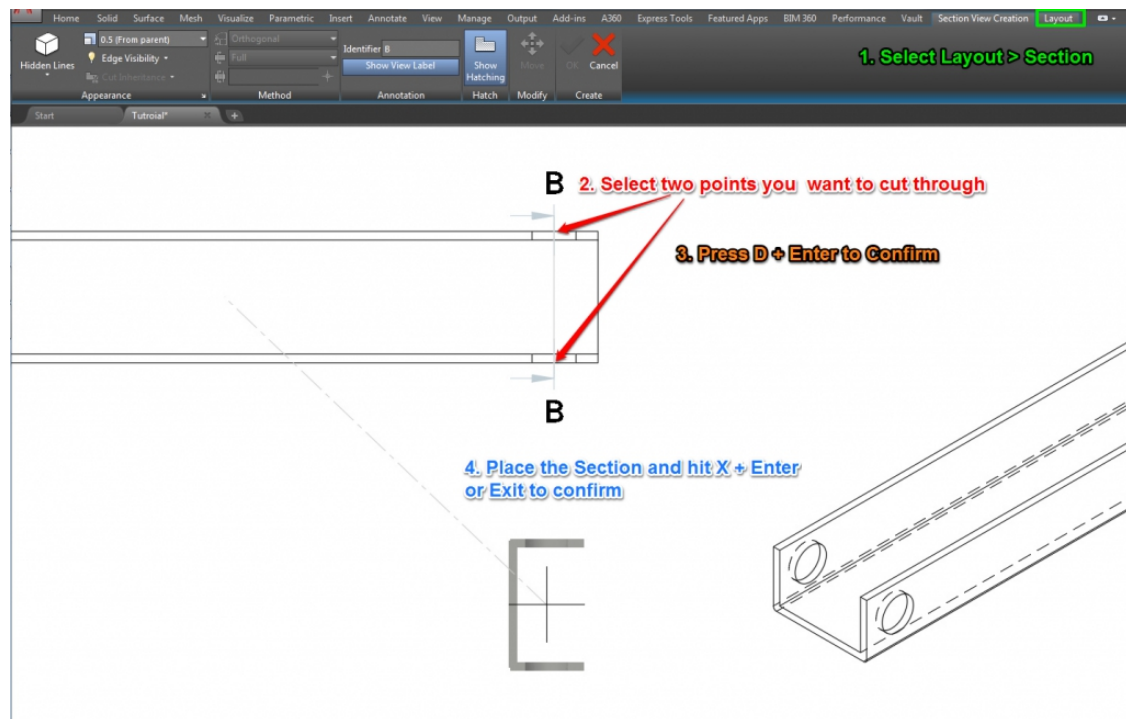 Home Solid Surface Mesh Visualize Parametric Insert Annotate View Manage Output Add-ins A360 Express Tools Featured Apps BIM 360 Performance Vault Section View Creation Layout
0.5 (From parent) Orthogonal
Identifier B
Hidden Lines Edge Visibility Full Show View Label Show Hatching Move OK Cancel
Cut Inheritance
Appearance Method Annotation Hatch Modify Create
1. Select Layout > Section
Start Tutroial*
B
2. Select two points you want to cut through
3. Press D + Enter to Confirm
B
4. Place the Section and hit X + Enter
or Exit to confirm